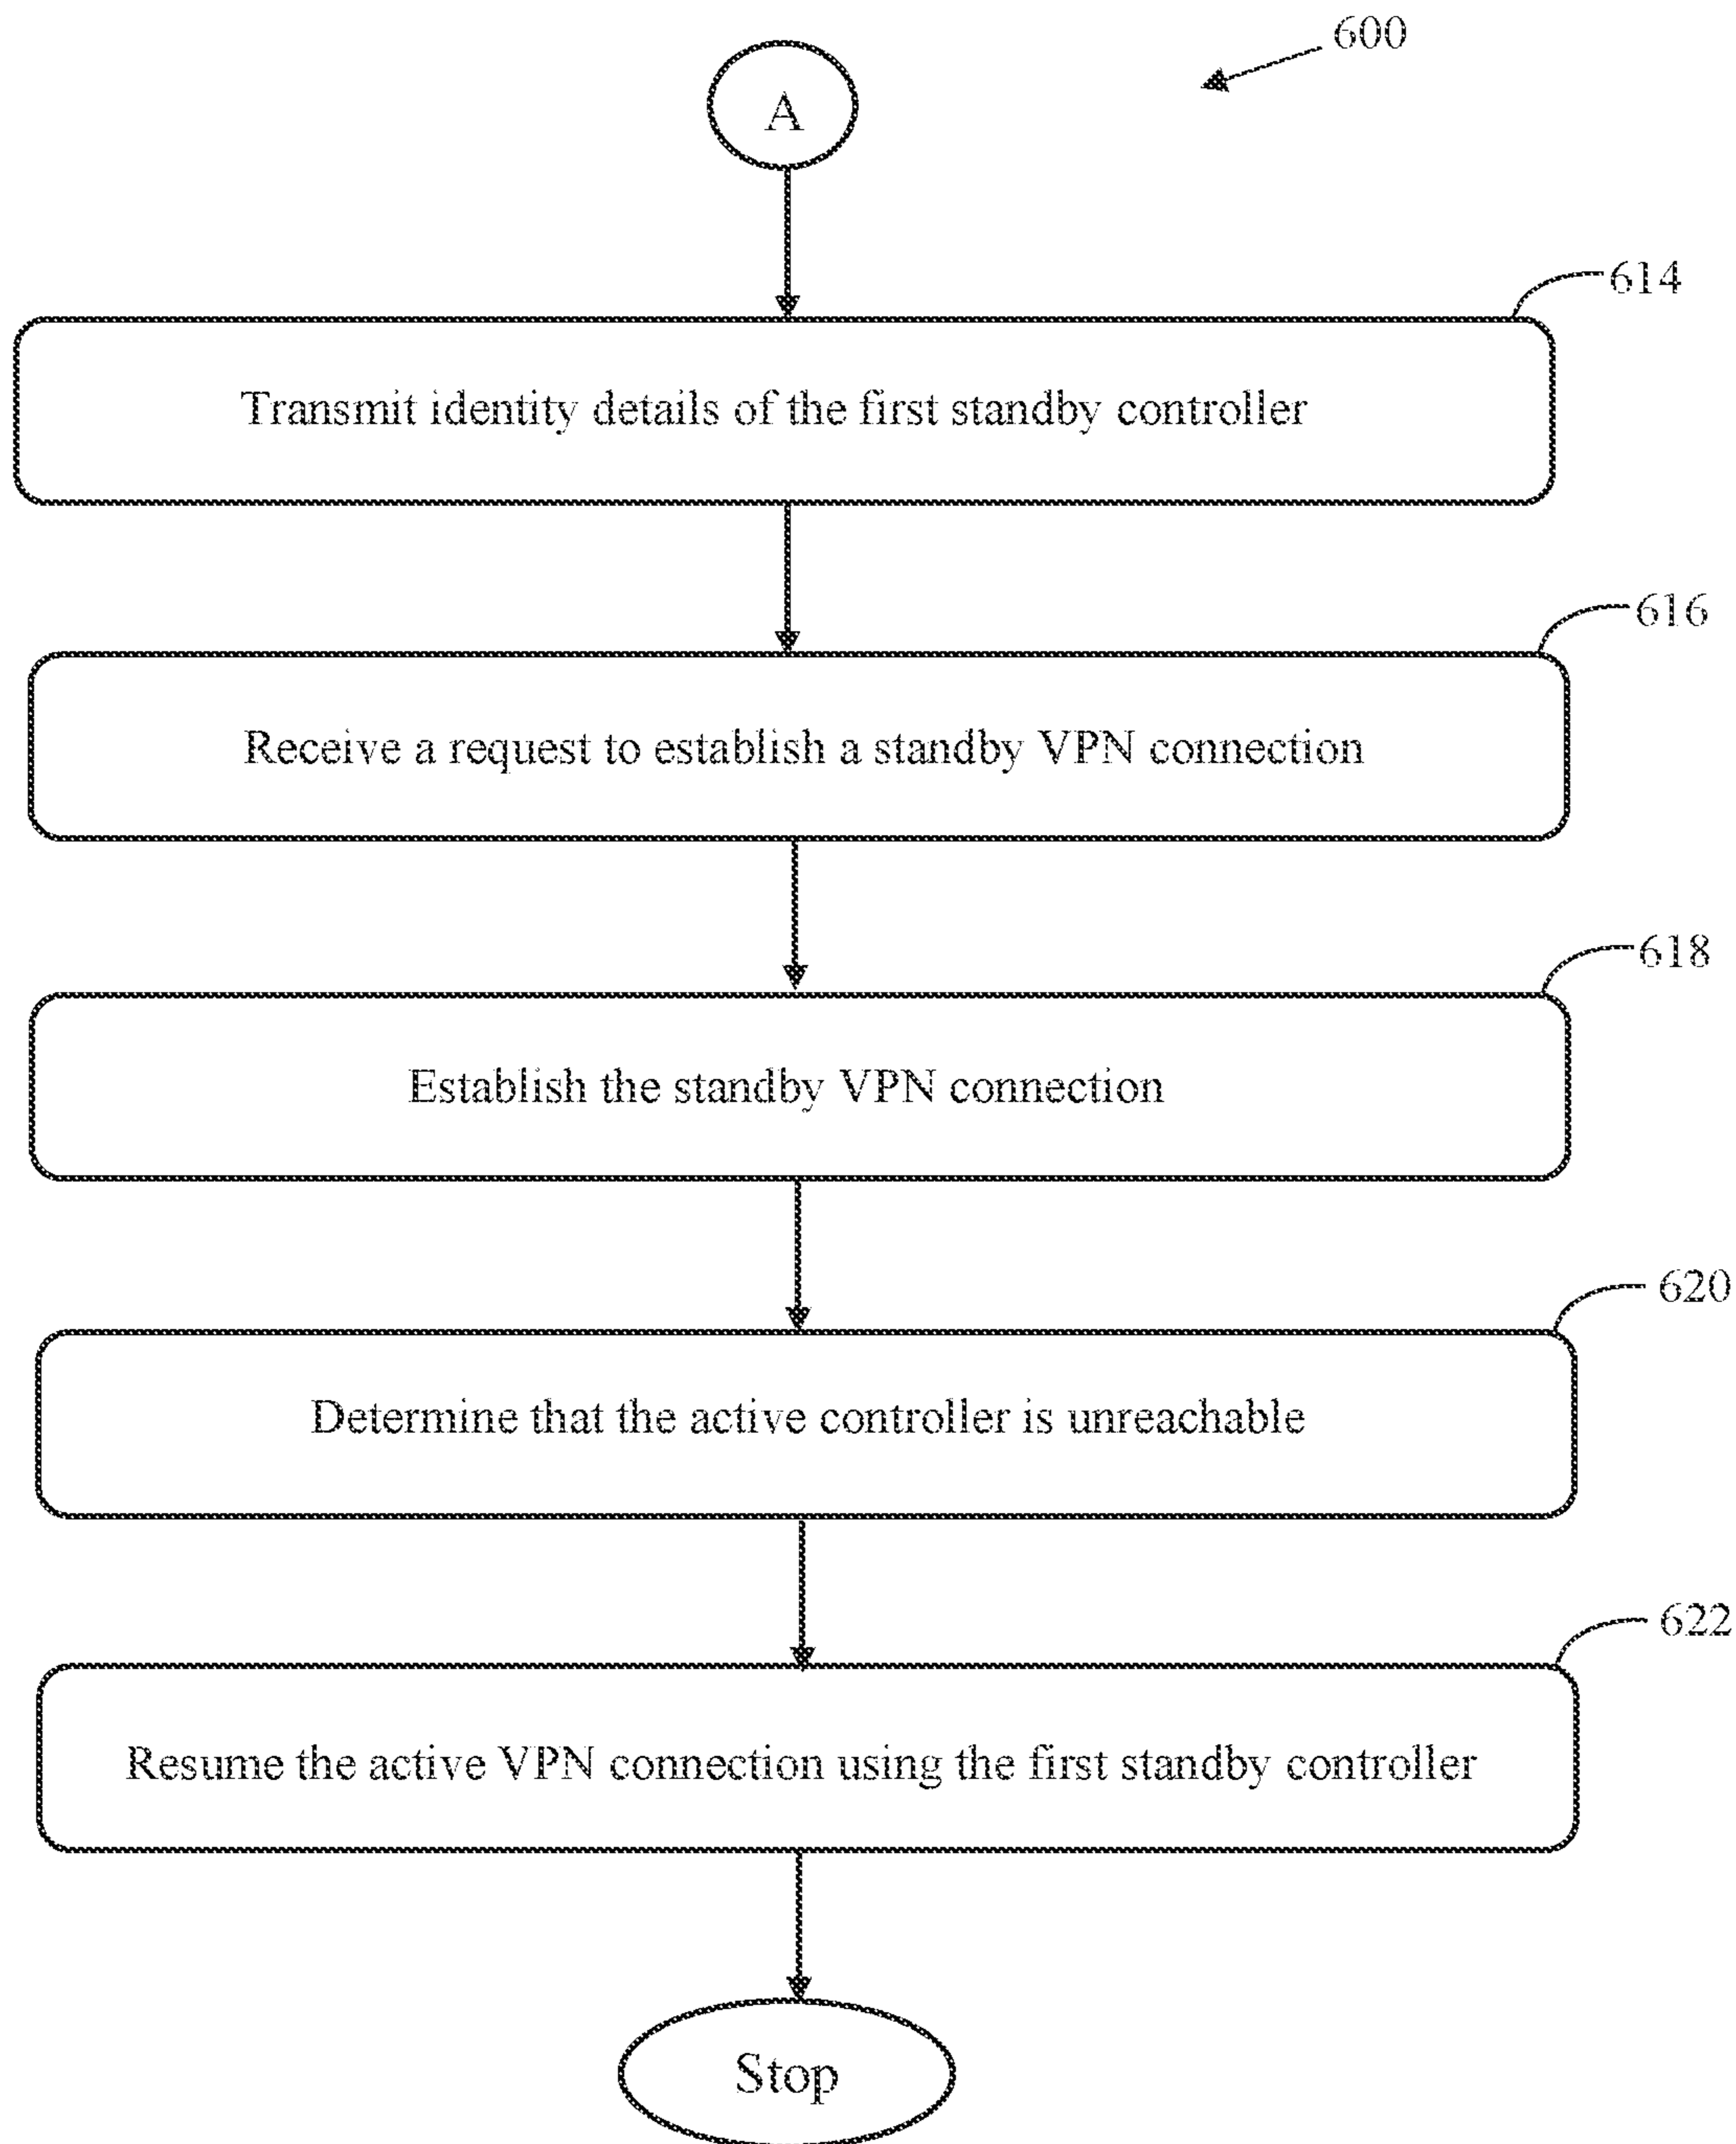 600
A
614
Transmit identity details of the first standby controller
616
Receive a request to establish a standby VPN connection
618
Establish the standby VPN connection
620
Determine that the active controller is unreachable
622
Resume the active VPN connection using the first standby controller
Stop